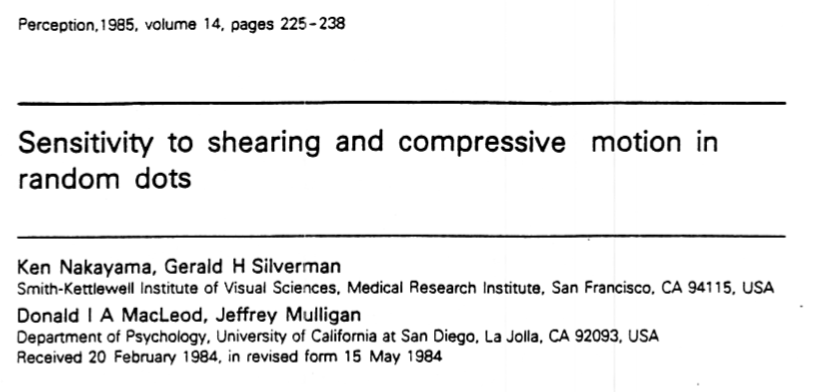 Perception, 1985, volume 14, pages 225-238
Sensitivity to shearing and compressive motion in
random dots
Ken Nakayama, Gerald H Silverman
Smith-Kettlewell Institute of Visual Sciences, Medical Research Institute, San Francisco, CA 94115, USA
Donald I A MacLeod, Jeffrey Mulligan
Department of Psychology, University of California at San Diego, La Jolla, CA 92093, USA
Received 20 February 1984, in revised form 15 May 1984